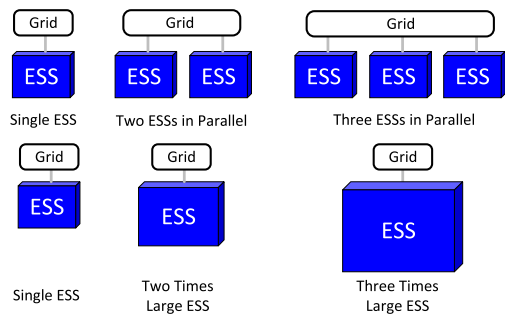 Grid
Grid
Grid
ESS
ESS
ESS
ESS
ESS
ESS
Single ESS
Two ESSs in Parallel
Three ESSs in Parallel
Grid
Grid
Grid
ESS
ESS
ESS
Single ESS
Two Times
Large ESS
Three Times
Large ESS